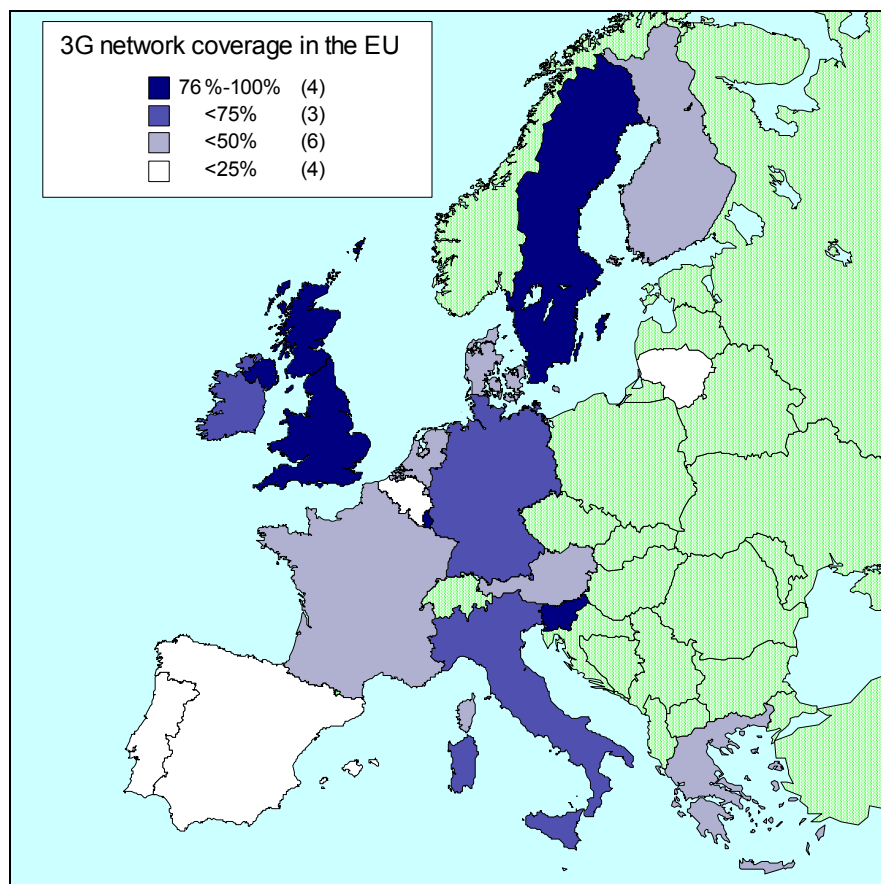 3G network coverage in the EU
76%-100% (4)
<75% (3)
<50% (6)
<25% (4)